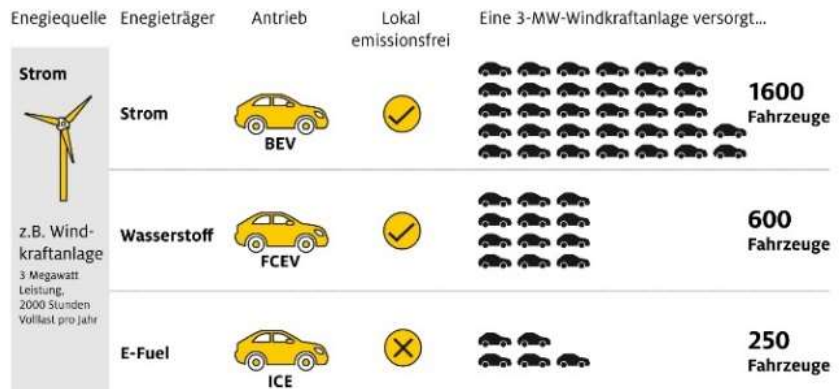 Enegiequelle Enegieträger Antrieb Lokal
emissionsfrei Eine 3-MW-Windkraftanlage versorgt...
Strom
Strom
BEV
1600
Fahrzeuge
z.B. Wind-
kraftanlage
3 Megawatt
Leistung,
2000 Stunden
Volllast pro Jahr
Wasserstoff
FCEV
600
Fahrzeuge
E-Fuel
ICE
250
Fahrzeuge